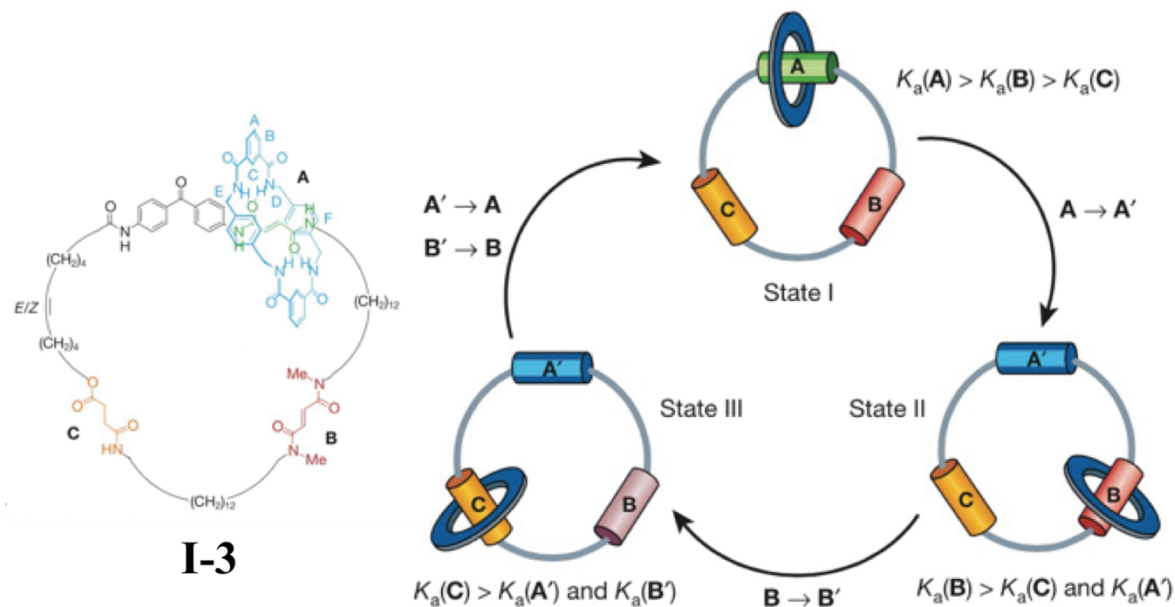 A
B
O
O
C
A
E
N
H
H
N
D
F
O
O
N
H
O
N
H
O
N
H
O
N
H
N
H
H
N
O
O
(CH2)4
E/Z
(CH2)4
(CH2)12
O
O
C
O
HN
Me
N
O
O
B
N
Me
(CH2)12
I-3
A
C
B
State I
Ka(A) > Ka(B) > Ka(C)
A′ → A
B′ → B
A → A′
A′
C
B
State III
Ka(C) > Ka(A′) and Ka(B′)
A′
C
B
State II
Ka(B) > Ka(C) and Ka(A′)
B → B′